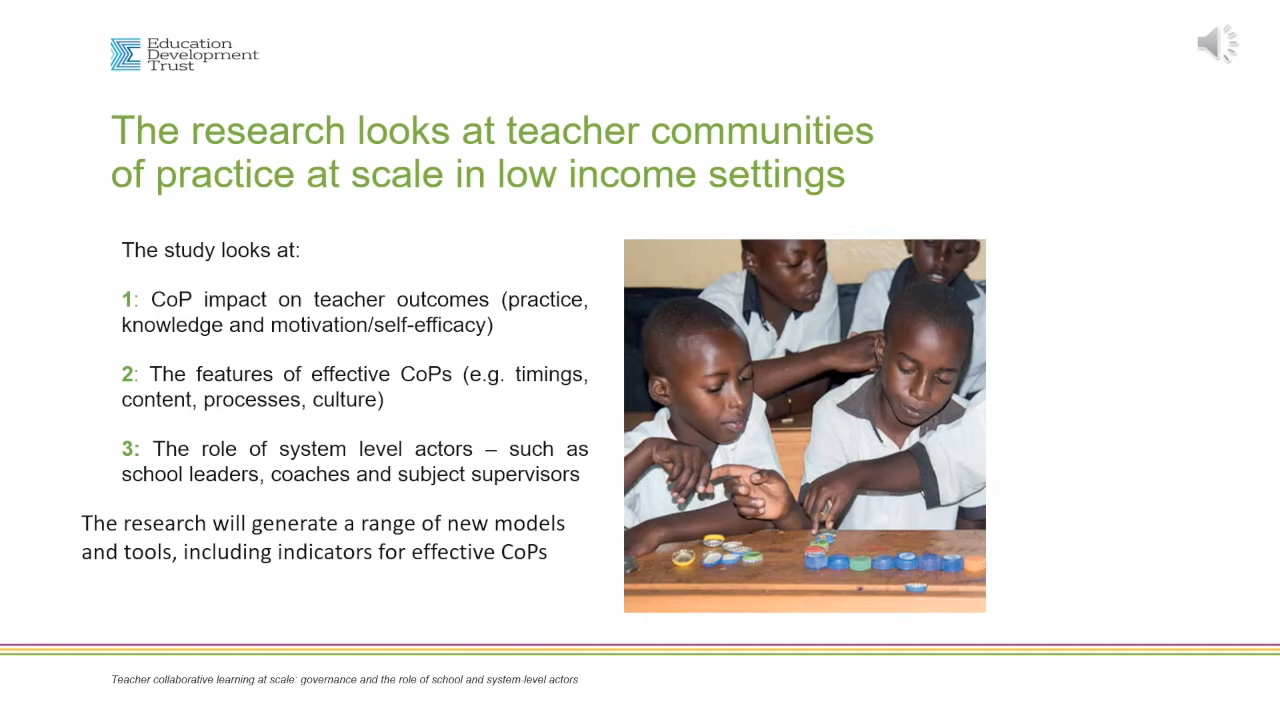 Education
Development
Trust
The research looks at teacher communities
of practice at scale in low income settings
The study looks at:
1: CoP impact on teacher outcomes (practice,
knowledge and motivation/self-efficacy)
2: The features of effective CoPs (e.g. timings,
content, processes, culture)
3: The role of system level actors – such as
school leaders, coaches and subject supervisors
The research will generate a range of new models
and tools, including indicators for effective CoPs
Teacher collaborative learning at scale: governance and the role of school and system-level actors